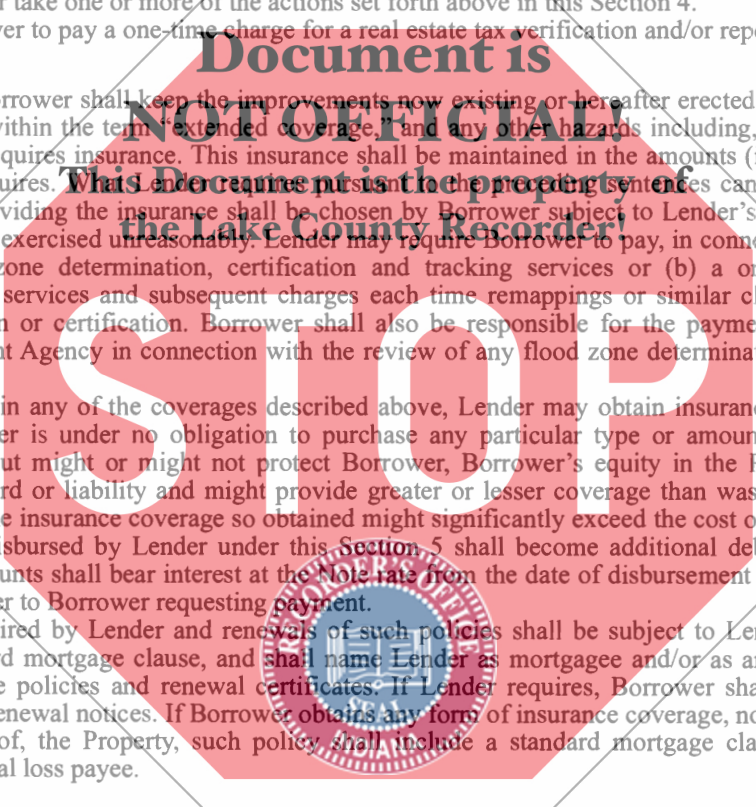 r take one or more of the actions set forth above in this Section 4.
ver to pay a one-time charge for a real estate tax verification and/or repo
Document is
orrower shall keep the improvements now existing or hereafter erected
NOT OFFICIAL!
vithin the term “extended coverage,” and any other hazards including,
quires insurance. This insurance shall be maintained in the amounts (
This Document is the property of
uires. What Lender requires pursuant to the preceding sentences can
viding the insurance shall be chosen by Borrower subject to Lender’s
the Lake County Recorder!
exercised unreasonably. Lender may require Borrower to pay, in conne
zone determination, certification and tracking services or (b) a o
services and subsequent charges each time remappings or similar c
n or certification. Borrower shall also be responsible for the payme
nt Agency in connection with the review of any flood zone determina
STOP
in any of the coverages described above, Lender may obtain insuran
er is under no obligation to purchase any particular type or amoun
ut might or might not protect Borrower, Borrower’s equity in the P
rd or liability and might provide greater or lesser coverage than was
e insurance coverage so obtained might significantly exceed the cost o
isbursed by Lender under this Section 5 shall become additional del
unts shall bear interest at the Note rate from the date of disbursement
er to Borrower requesting payment.
RECORDER'S OFFICE
ired by Lender and renewals of such policies shall be subject to Len
rd mortgage clause, and shall name Lender as mortgagee and/or as a
e policies and renewal certificates. If Lender requires, Borrower sha
SEAL
enewal notices. If Borrower obtains any form of insurance coverage, no
INDIANA
of, the Property, such policy shall include a standard mortgage cla
al loss payee.